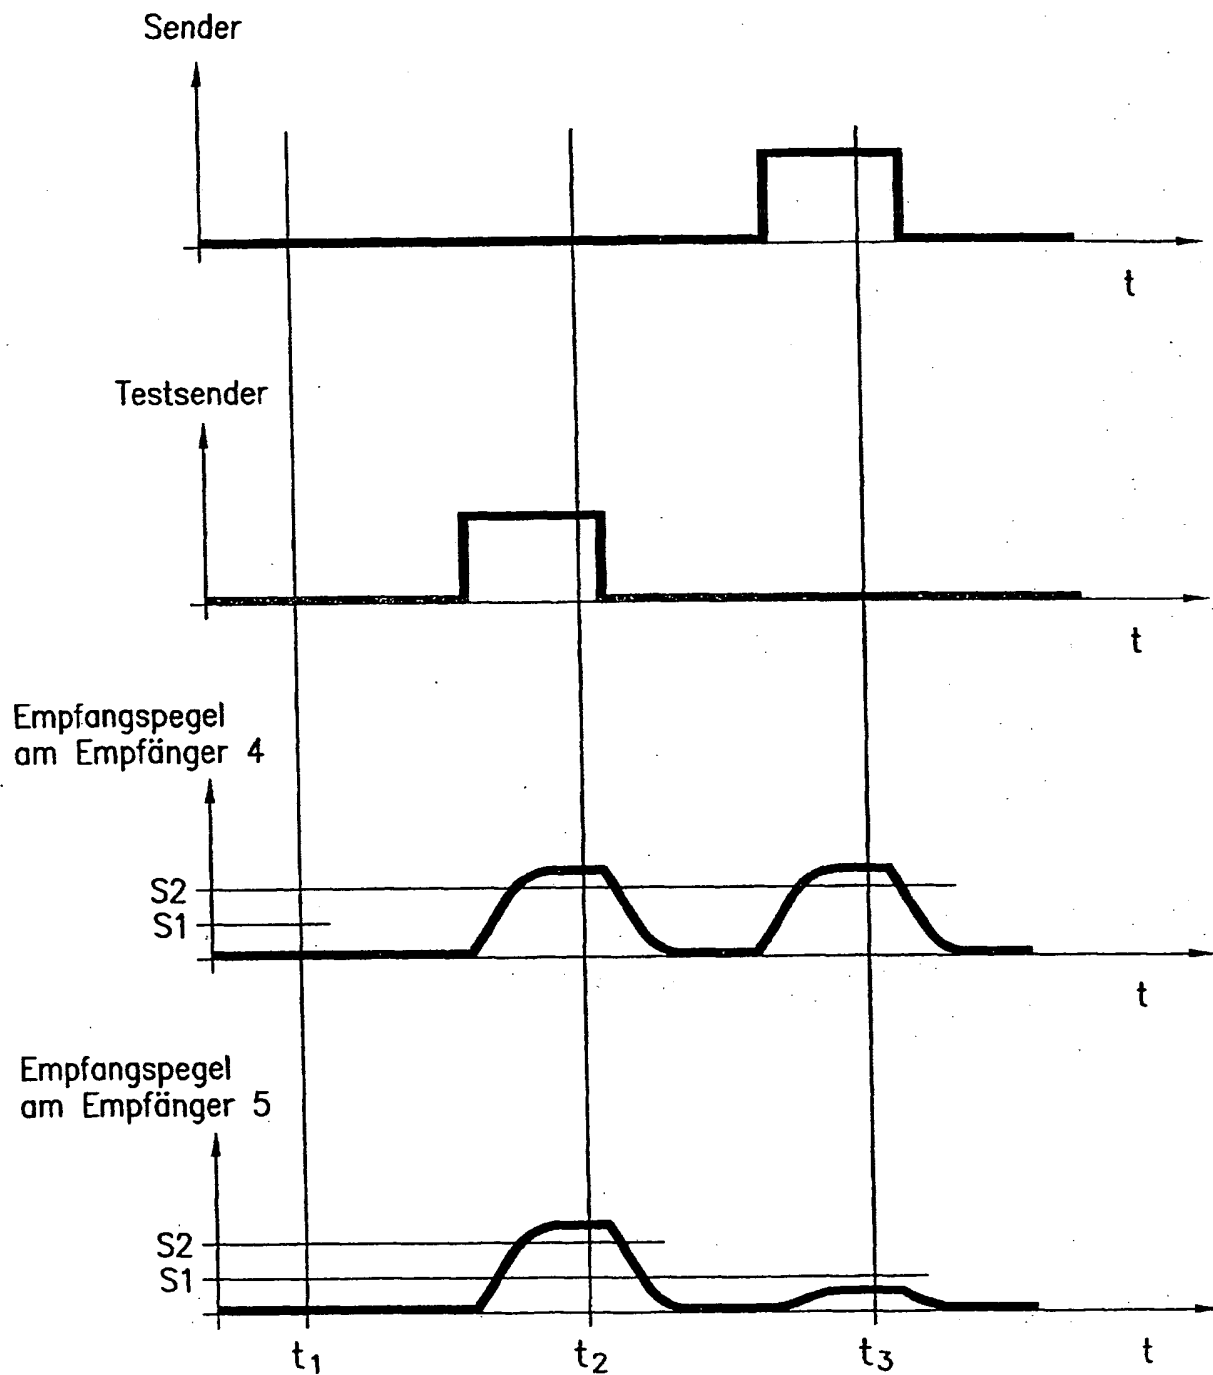 Sender
t
Testsender
t
Empfangspegel
am Empfänger 4
S2
S1
t
Empfangspegel
am Empfänger 5
S2
S1
t1
t2
t3
t